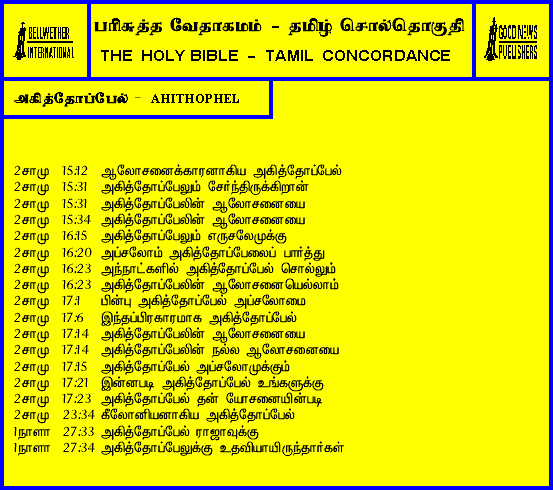 BELLWETHER
INTERNATIONAL
பரிசுத்த வேதாகமம் - தமிழ் சொல்தொகுதி
THE HOLY BIBLE - TAMIL CONCORDANCE
GOOD NEWS
PUBLISHERS
அகித்தோப்பேல் - AHITHOPHEL
2சாமு 15:12 ஆலோசனைக்காரனாகிய அகித்தோப்பேல்
2சாமு 15:31 அகித்தோப்பேலும் சேர்ந்திருக்கிறான்
2சாமு 15:31 அகித்தோப்பேலின் ஆலோசனையை
2சாமு 15:34 அகித்தோப்பேலின் ஆலோசனையை
2சாமு 16:15 அகித்தோப்பேலும் எருசலேமுக்கு
2சாமு 16:20 அப்சலோம் அகித்தோப்பேலைப் பார்த்து
2சாமு 16:23 அந்நாட்களில் அகித்தோப்பேல் சொல்லும்
2சாமு 16:23 அகித்தோப்பேலின் ஆலோசனையெல்லாம்
2சாமு 17:1 பின்பு அகித்தோப்பேல் அப்சலோமை
2சாமு 17:6 இந்தப்பிரகாரமாக அகித்தோப்பேல்
2சாமு 17:14 அகித்தோப்பேலின் ஆலோசனையை
2சாமு 17:14 அகித்தோப்பேலின் நல்ல ஆலோசனையை
2சாமு 17:15 அகித்தோப்பேல் அப்சலோமுக்கும்
2சாமு 17:21 இன்னபடி அகித்தோப்பேல் உங்களுக்கு
2சாமு 17:23 அகித்தோப்பேல் தன் யோசனையின்படி
2சாமு 23:34 கீலோனியனாகிய அகித்தோப்பேல்
1நாளா 27:33 அகித்தோப்பேல் ராஜாவுக்கு
1நாளா 27:34 அகித்தோப்பேலுக்கு உதவியாயிருந்தார்கள்